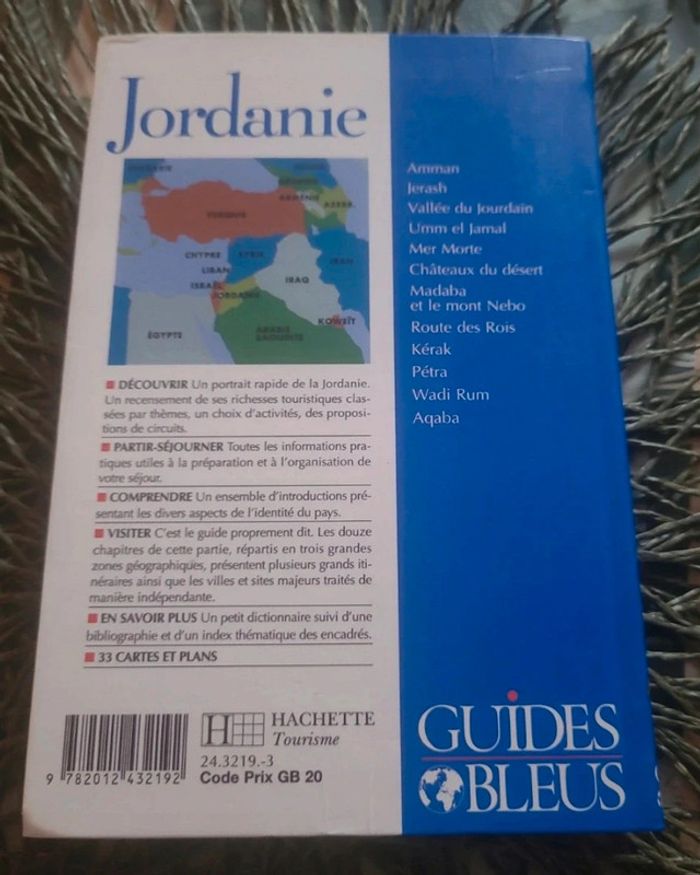 Jordanie
TURQUIE
ARMÉNIE
AZERB.
CHYPRE
SYRIE
LIBAN
IRAN
ISRAËL
IRAQ
JORDANIE
KOWEÏT
ÉGYPTE
ARABIE
SAOUDITE
DÉCOUVRIR Un portrait rapide de la Jordanie.
Un recensement de ses richesses touristiques clas-
sées par thèmes, un choix d'activités, des proposi-
tions de circuits.
PARTIR-SÉJOURNER Toutes les informations pra-
tiques utiles à la préparation et à l'organisation de
votre séjour.
COMPRENDRE Un ensemble d'introductions pré-
sentant les divers aspects de l'identité du pays.
VISITER C'est le guide proprement dit. Les douze
chapitres de cette partie, répartis en trois grandes
zones géographiques, présentent plusieurs grands iti-
néraires ainsi que les villes et sites majeurs traités de
manière indépendante.
EN SAVOIR PLUS Un petit dictionnaire suivi d'une
bibliographie et d'un index thématique des encadrés.
33 CARTES ET PLANS
9 782012 432192
H
HACHETTE
Tourisme
24.3219.-3
Code Prix GB 20
Amman
Jerash
Vallée du Jourdain
Umm el Jamal
Mer Morte
Châteaux du désert
Madaba
et le mont Nebo
Route des Rois
Kérak
Pétra
Wadi Rum
Aqaba
GUIDES
BLEUS